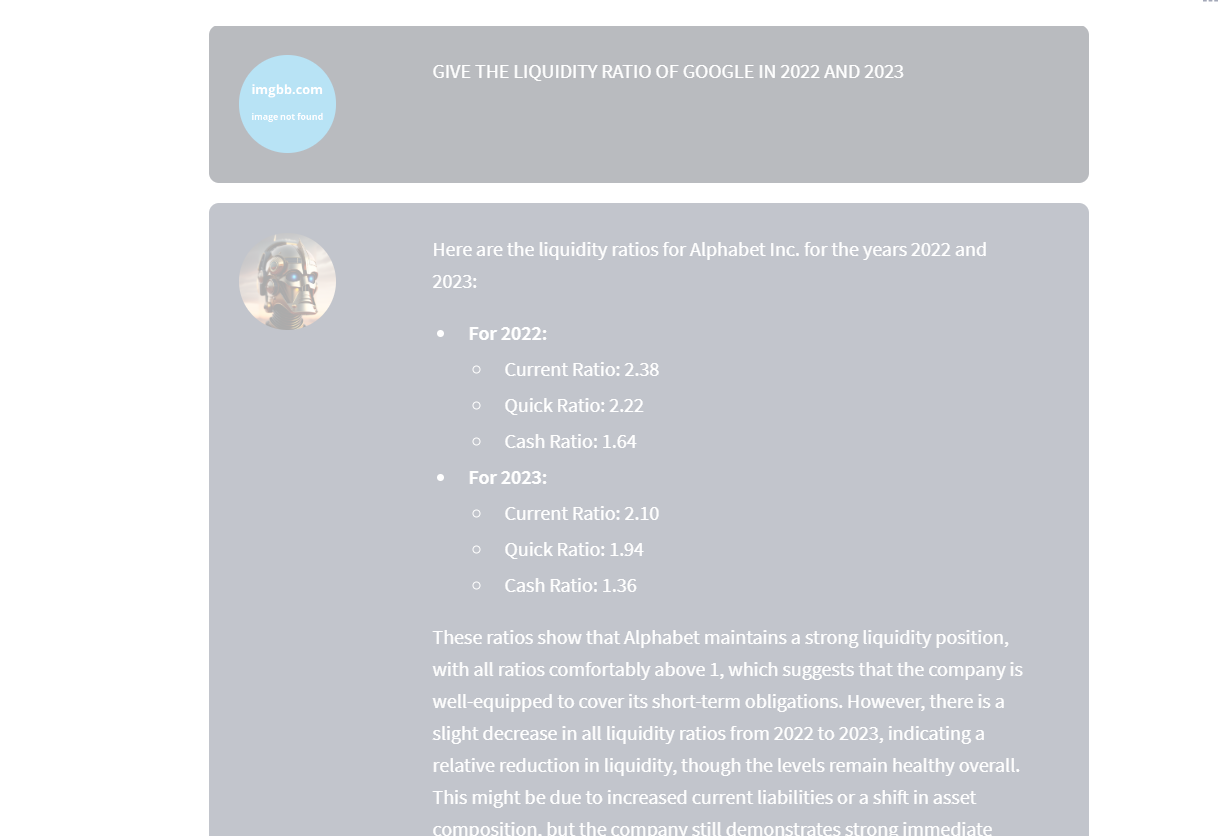 imgbb.com
image not found
GIVE THE LIQUIDITY RATIO OF GOOGLE IN 2022 AND 2023
Here are the liquidity ratios for Alphabet Inc. for the years 2022 and
2023:
For 2022:
Current Ratio: 2.38
Quick Ratio: 2.22
Cash Ratio: 1.64
For 2023:
Current Ratio: 2.10
Quick Ratio: 1.94
Cash Ratio: 1.36
These ratios show that Alphabet maintains a strong liquidity position,
with all ratios comfortably above 1, which suggests that the company is
well-equipped to cover its short-term obligations. However, there is a
slight decrease in all liquidity ratios from 2022 to 2023, indicating a
relative reduction in liquidity, though the levels remain healthy overall.
This might be due to increased current liabilities or a shift in asset
composition, but the company still demonstrates strong immediate